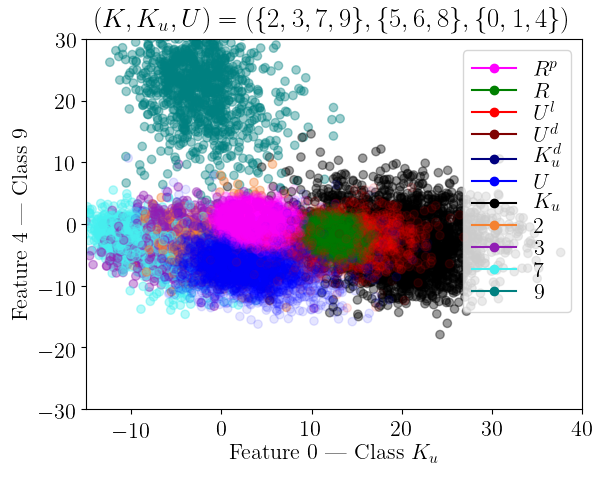 (K, K_u, U) = ({2, 3, 7, 9}, {5, 6, 8}, {0, 1, 4})
30
20
10
0
−10
−20
−30
Feature 4 — Class 9
R^p
R
U^l
U^d
K_u^d
U
K_u
2
3
7
9
−10
0
10
20
30
40
Feature 0 — Class K_u